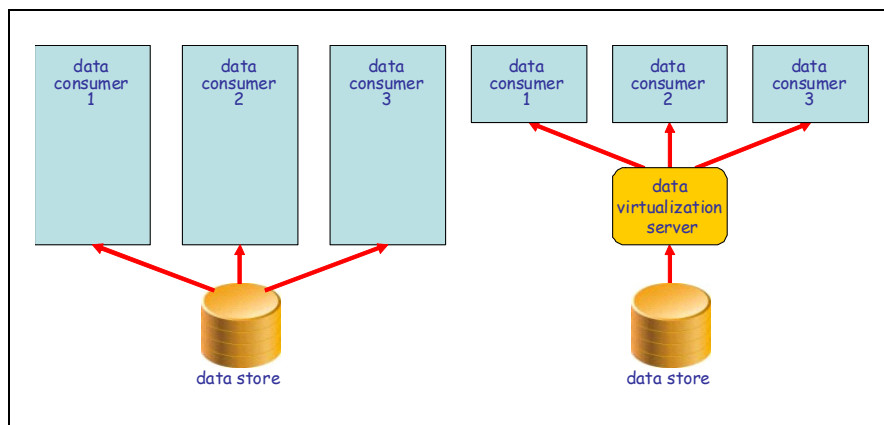 data
consumer
1
data
consumer
2
data
consumer
3
data store
data
consumer
1
data
consumer
2
data
consumer
3
data
virtualization
server
data store